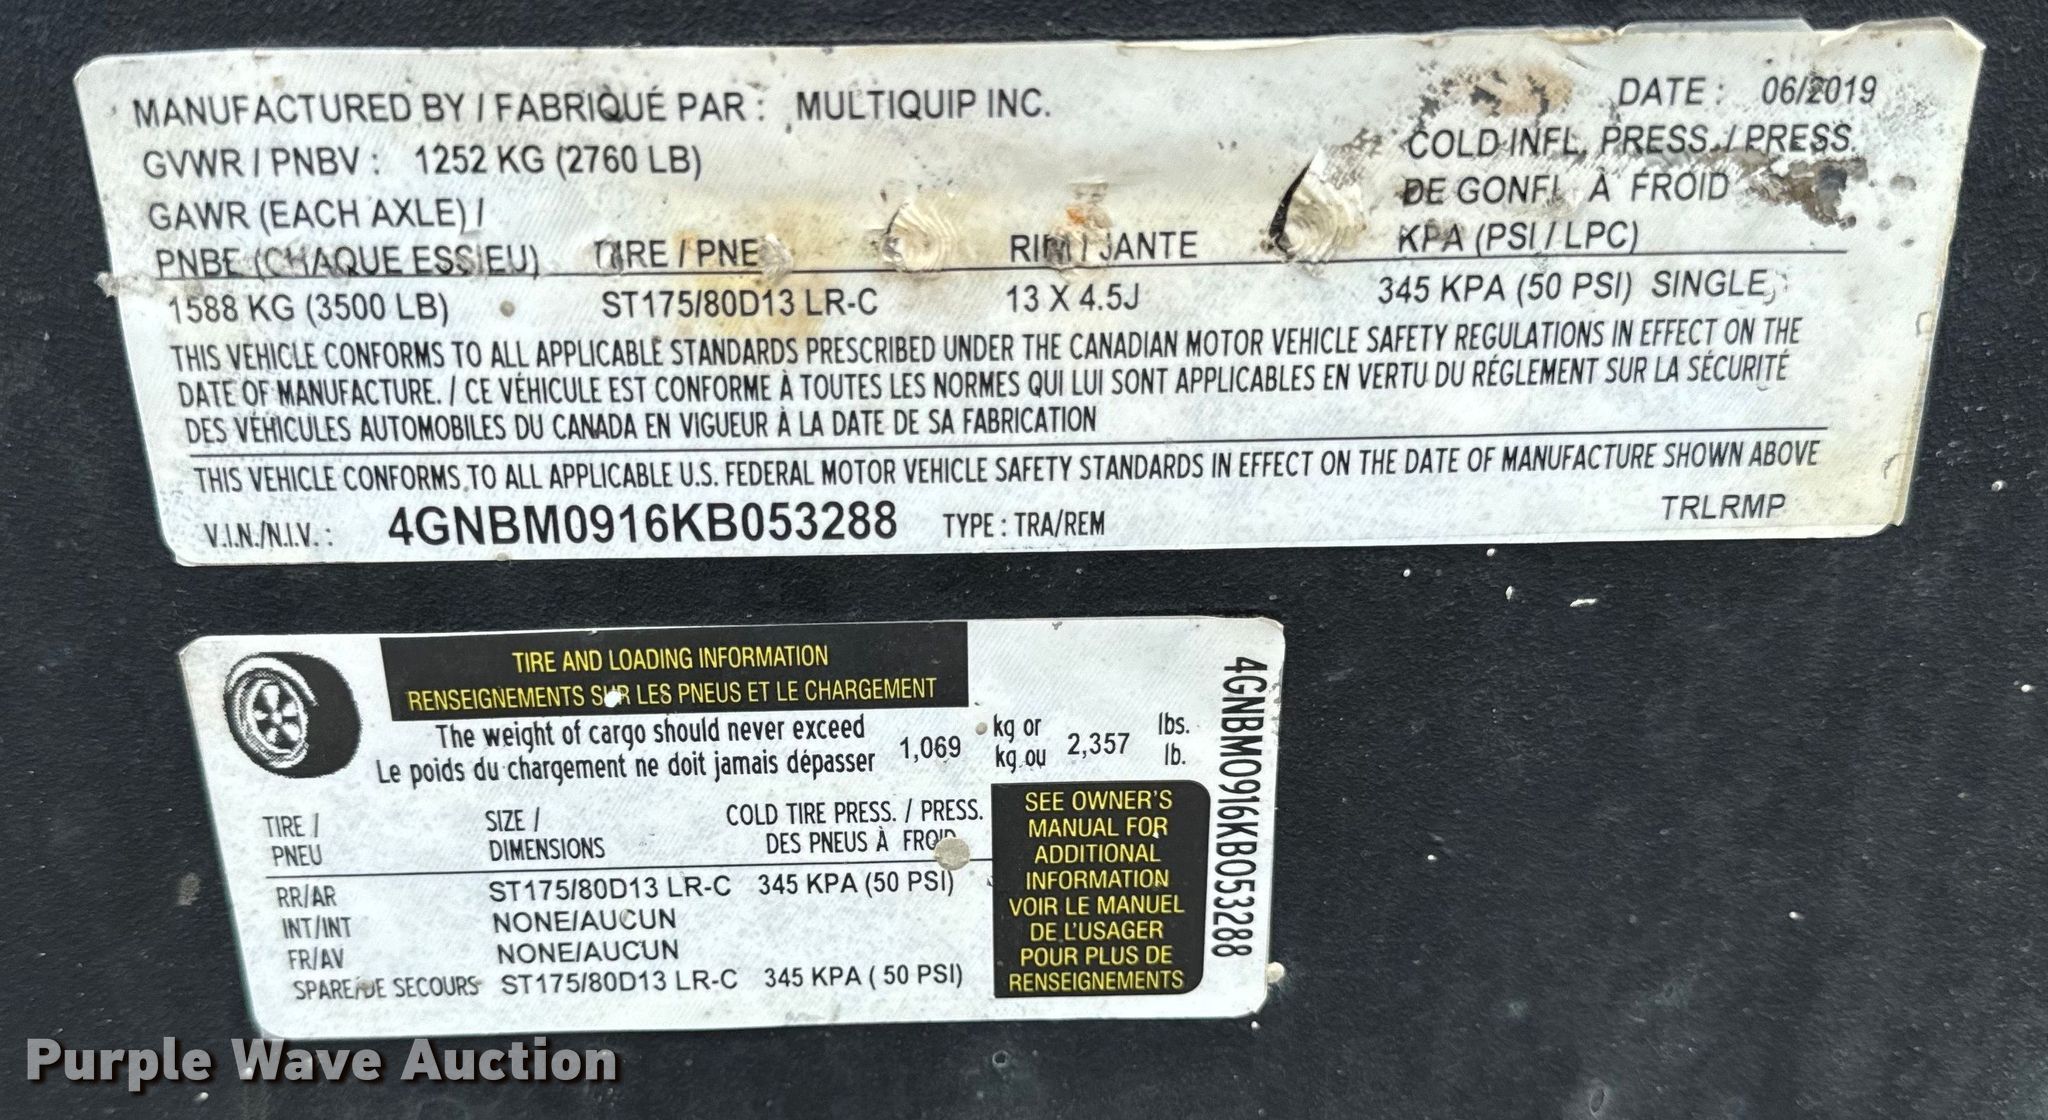 MANUFACTURED BY / FABRIQUÉ PAR : MULTIQUIP INC. DATE : 06/2019
GVWR / PNBV : 1252 KG (2760 LB) COLD INFL. PRESS. / PRESS.
GAWR (EACH AXLE) / DE GONFL. À FROID
PNBE (CHAQUE ESSIEU) TIRE / PNE RIM / JANTE KPA (PSI / LPC)
1588 KG (3500 LB) ST175/80D13 LR-C 13 X 4.5J 345 KPA (50 PSI) SINGLE
THIS VEHICLE CONFORMS TO ALL APPLICABLE STANDARDS PRESCRIBED UNDER THE CANADIAN MOTOR VEHICLE SAFETY REGULATIONS IN EFFECT ON THE
DATE OF MANUFACTURE. / CE VÉHICULE EST CONFORME À TOUTES LES NORMES QUI LUI SONT APPLICABLES EN VERTU DU RÉGLEMENT SUR LA SÉCURITÉ
DES VÉHICULES AUTOMOBILES DU CANADA EN VIGUEUR À LA DATE DE SA FABRICATION
THIS VEHICLE CONFORMS TO ALL APPLICABLE U.S. FEDERAL MOTOR VEHICLE SAFETY STANDARDS IN EFFECT ON THE DATE OF MANUFACTURE SHOWN ABOVE
V.I.N./N.I.V. : 4GNBM0916KB053288 TYPE : TRA/REM TRLRMP
TIRE AND LOADING INFORMATION
RENSEIGNEMENTS SUR LES PNEUS ET LE CHARGEMENT
The weight of cargo should never exceed kg or lbs.
Le poids du chargement ne doit jamais dépasser 1,069 kg ou 2,357 lb.
TIRE / SIZE / COLD TIRE PRESS. / PRESS.
PNEU DIMENSIONS DES PNEUS À FROID
RR/AR ST175/80D13 LR-C 345 KPA (50 PSI)
INT/INT NONE/AUCUN
FR/AV NONE/AUCUN
SPARE/DE SECOURS ST175/80D13 LR-C 345 KPA ( 50 PSI)
SEE OWNER'S
MANUAL FOR
ADDITIONAL
INFORMATION
VOIR LE MANUEL
DE L'USAGER
POUR PLUS DE
RENSEIGNEMENTS
4GNBM0916KB053288
Purple Wave Auction